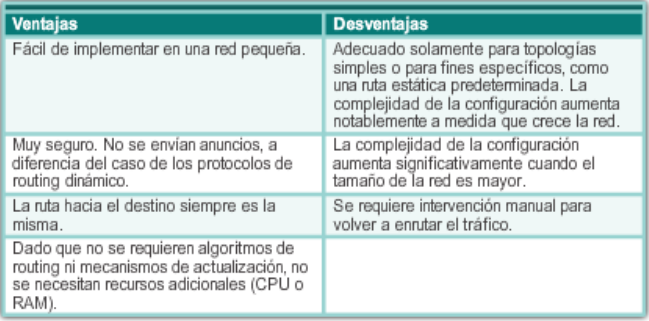 Ventajas
Desventajas
Fácil de implementar en una red pequeña.
Adecuado solamente para topologías
simples o para fines específicos, como
una ruta estática predeterminada. La
complejidad de la configuración aumenta
notablemente a medida que crece la red.
Muy seguro. No se envían anuncios, a
diferencia del caso de los protocolos de
routing dinámico.
La complejidad de la configuración
aumenta significativamente cuando el
tamaño de la red es mayor.
La ruta hacia el destino siempre es la
misma.
Se requiere intervención manual para
volver a enrutar el tráfico.
Dado que no se requieren algoritmos de
routing ni mecanismos de actualización, no
se necesitan recursos adicionales (CPU o
RAM).